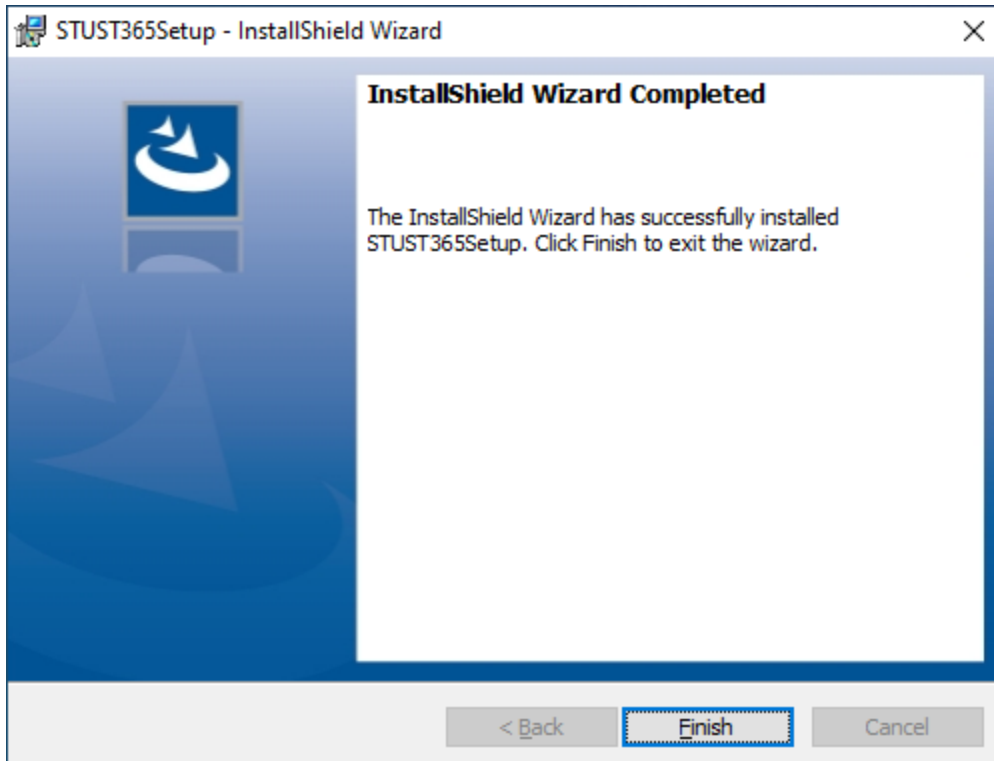 STUST365Setup - InstallShield Wizard
InstallShield Wizard Completed
The InstallShield Wizard has successfully installed
STUST365Setup. Click Finish to exit the wizard.
< Back
Finish
Cancel